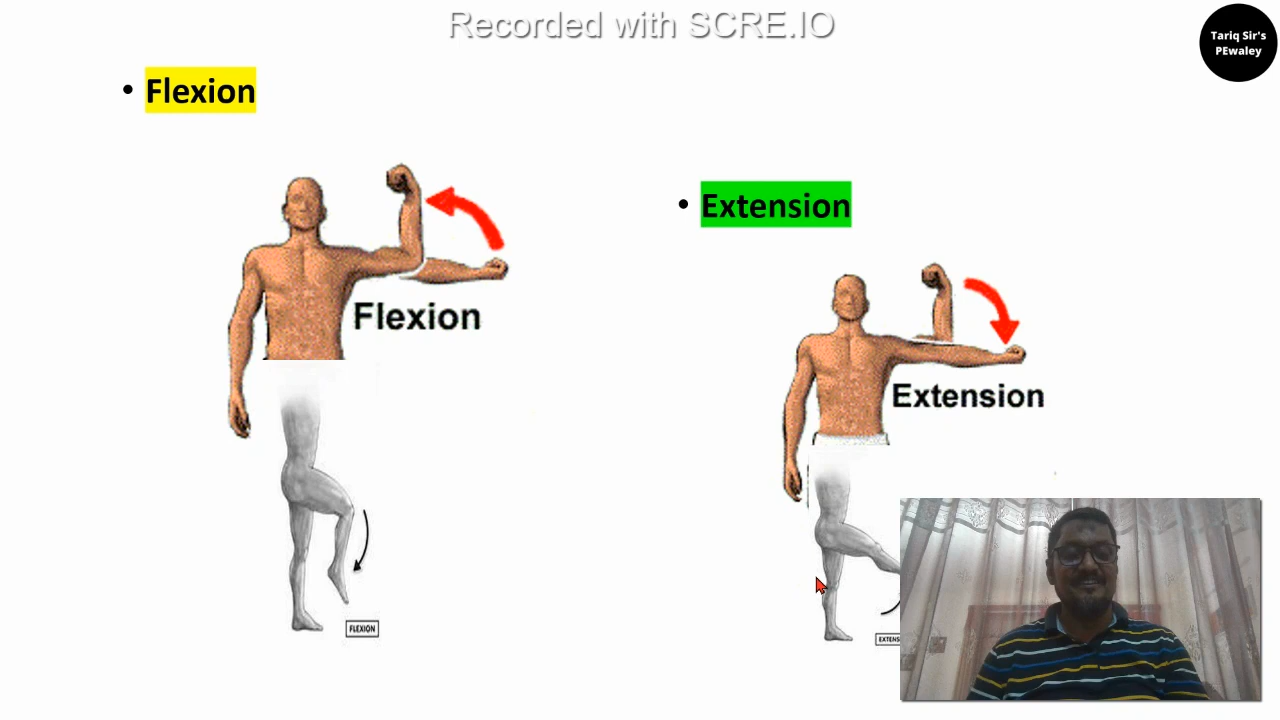 Recorded with SCRE.IO
Tariq Sir's
PEwaley
• Flexion
• Extension
Flexion
Extension
FLEXION